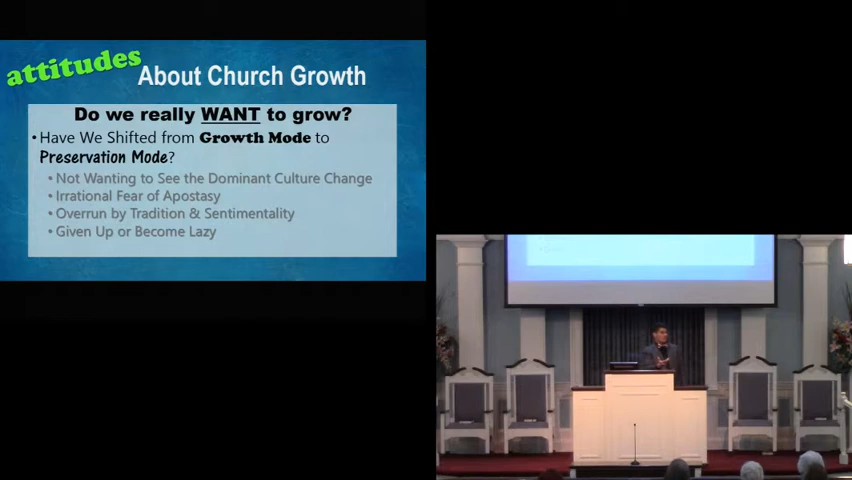 attitudes
About Church Growth
Do we really WANT to grow?
• Have We Shifted from Growth Mode to
Preservation Mode?
• Not Wanting to See the Dominant Culture Change
• Irrational Fear of Apostasy
• Overrun by Tradition & Sentimentality
• Given Up or Become Lazy